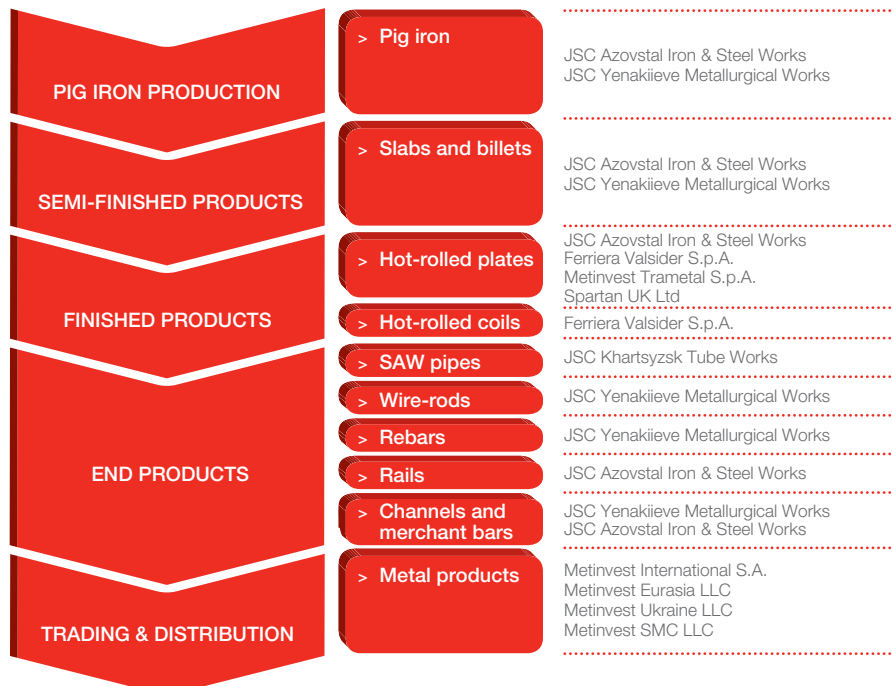 PIG IRON PRODUCTION
> Pig iron
JSC Azovstal Iron & Steel Works
JSC Yenakiieve Metallurgical Works
SEMI-FINISHED PRODUCTS
> Slabs and billets
JSC Azovstal Iron & Steel Works
JSC Yenakiieve Metallurgical Works
FINISHED PRODUCTS
> Hot-rolled plates
JSC Azovstal Iron & Steel Works
Ferriera Valsider S.p.A.
Metinvest Trametal S.p.A.
Spartan UK Ltd
> Hot-rolled coils
Ferriera Valsider S.p.A.
END PRODUCTS
> SAW pipes
JSC Khartsyzsk Tube Works
> Wire-rods
JSC Yenakiieve Metallurgical Works
> Rebars
JSC Yenakiieve Metallurgical Works
> Rails
JSC Azovstal Iron & Steel Works
> Channels and
merchant bars
JSC Yenakiieve Metallurgical Works
JSC Azovstal Iron & Steel Works
TRADING & DISTRIBUTION
> Metal products
Metinvest International S.A.
Metinvest Eurasia LLC
Metinvest Ukraine LLC
Metinvest SMC LLC